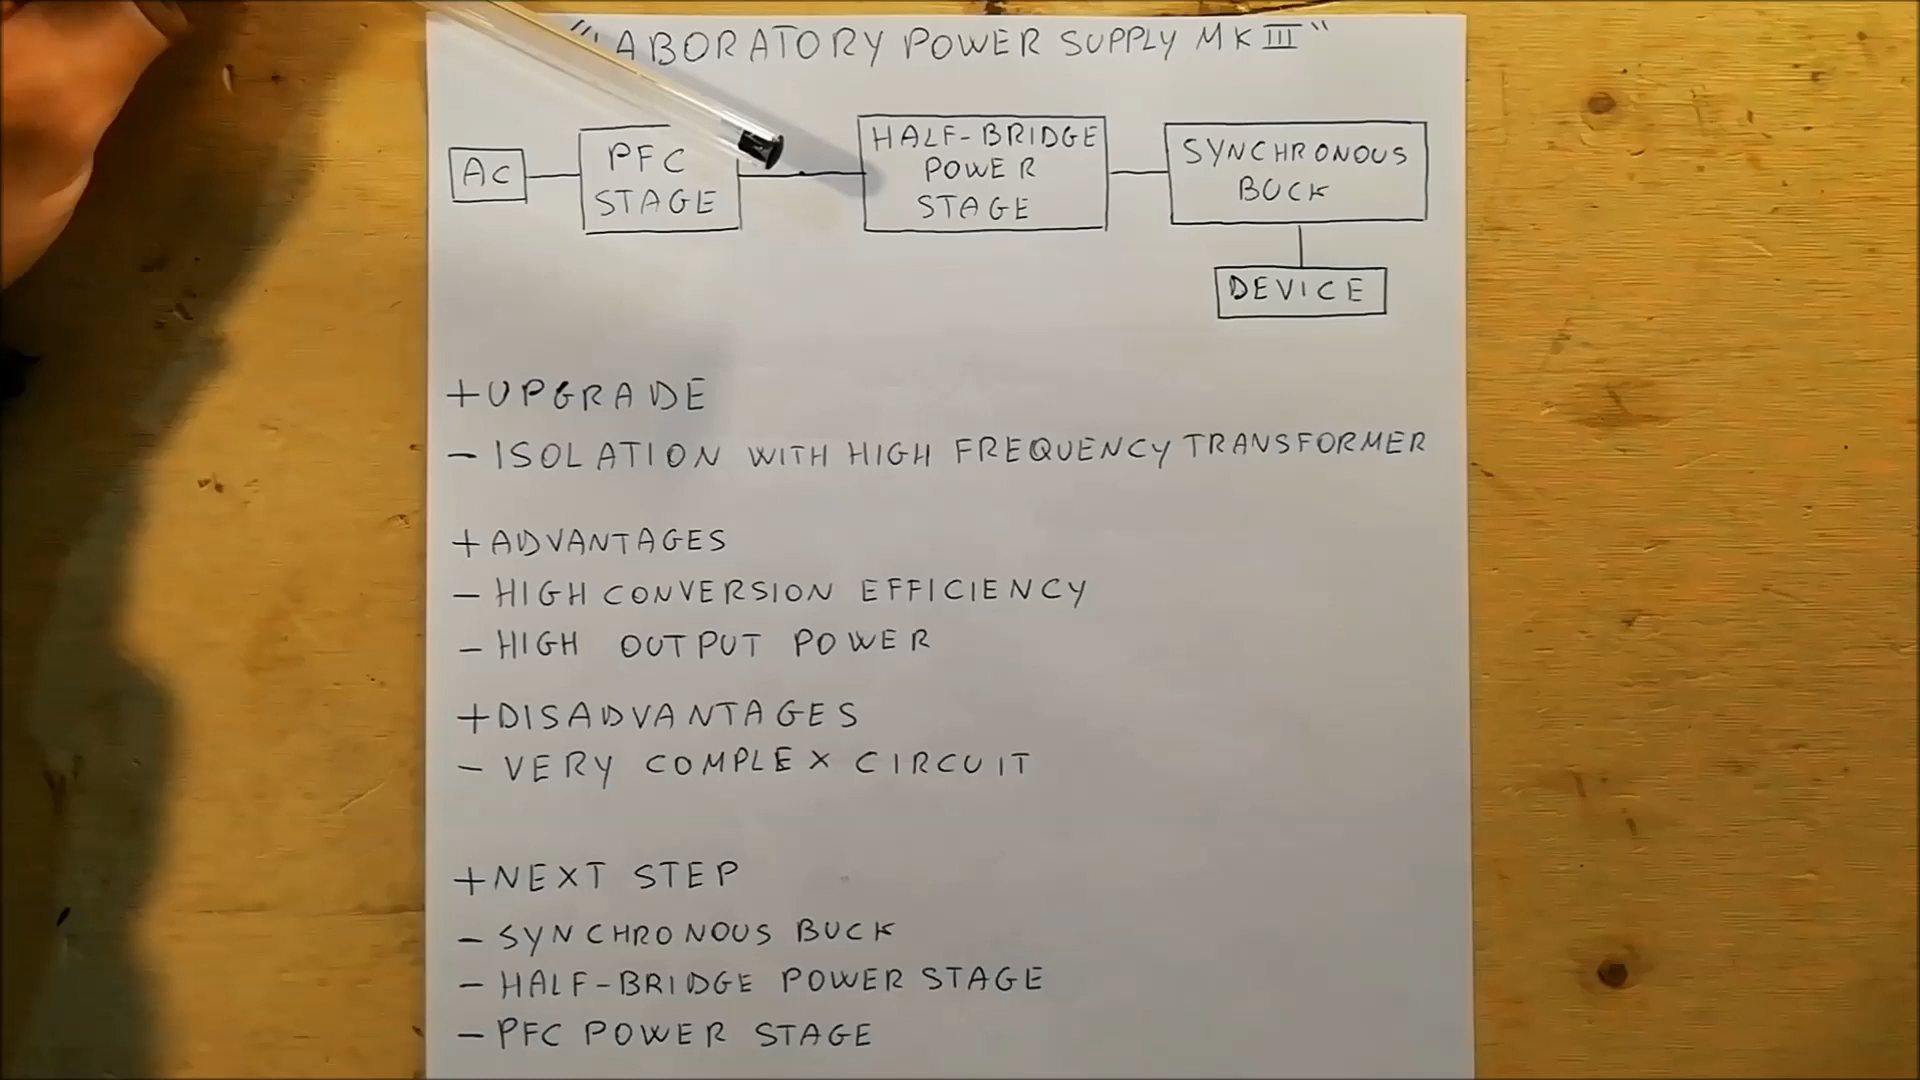 "LABORATORY POWER SUPPLY MK III"
AC
PFC
STAGE
HALF-BRIDGE
POWER
STAGE
SYNCHRONOUS
BUCK
DEVICE
+ UPGRADE
- ISOLATION WITH HIGH FREQUENCY TRANSFORMER
+ ADVANTAGES
- HIGH CONVERSION EFFICIENCY
- HIGH OUTPUT POWER
+ DISADVANTAGES
- VERY COMPLEX CIRCUIT
+ NEXT STEP
- SYNCHRONOUS BUCK
- HALF-BRIDGE POWER STAGE
- PFC POWER STAGE